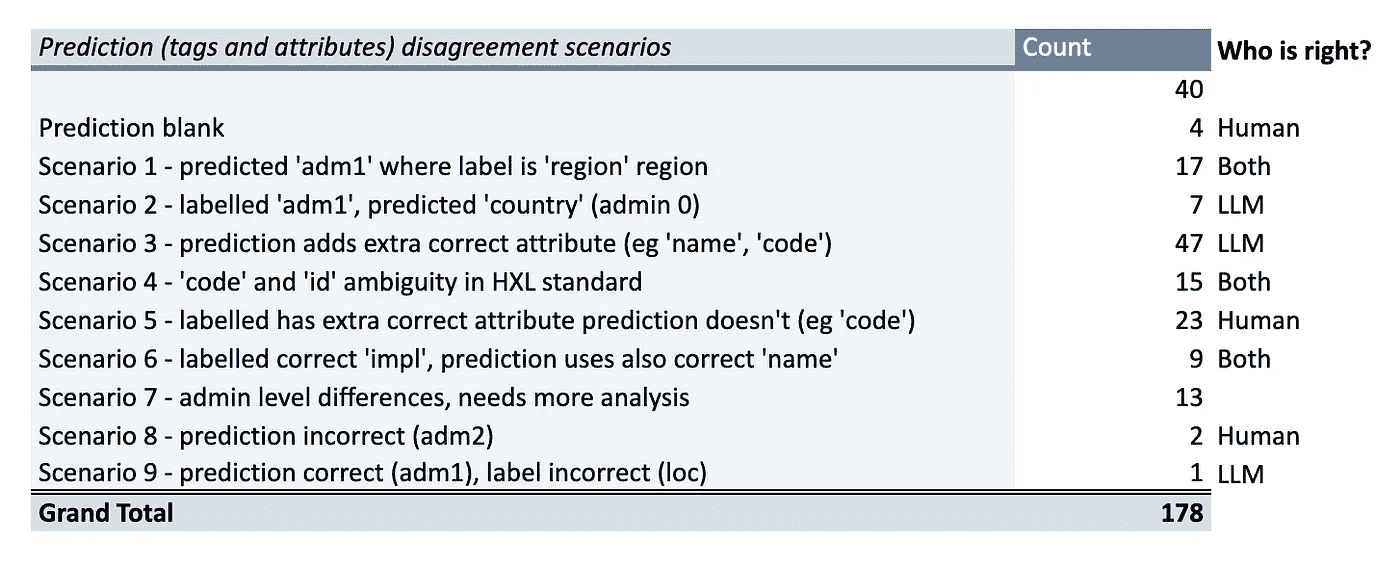 Prediction (tags and attributes) disagreement scenarios Count Who is right?
40
Prediction blank 4 Human
Scenario 1 - predicted 'adm1' where label is 'region' region 17 Both
Scenario 2 - labelled 'adm1', predicted 'country' (admin 0) 7 LLM
Scenario 3 - prediction adds extra correct attribute (eg 'name', 'code') 47 LLM
Scenario 4 - 'code' and 'id' ambiguity in HXL standard 15 Both
Scenario 5 - labelled has extra correct attribute prediction doesn't (eg 'code') 23 Human
Scenario 6 - labelled correct 'impl', prediction uses also correct 'name' 9 Both
Scenario 7 - admin level differences, needs more analysis 13
Scenario 8 - prediction incorrect (adm2) 2 Human
Scenario 9 - prediction correct (adm1), label incorrect (loc) 1 LLM
Grand Total 178